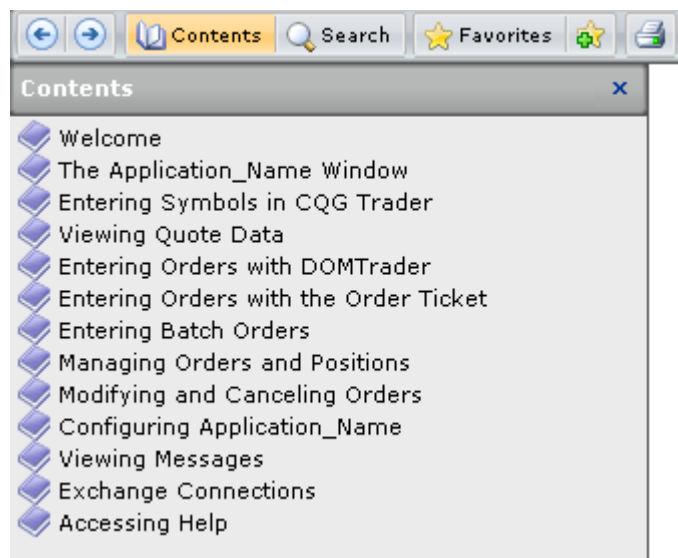 Contents Search Favorites
Contents
Welcome
The Application_Name Window
Entering Symbols in CQG Trader
Viewing Quote Data
Entering Orders with DOMTrader
Entering Orders with the Order Ticket
Entering Batch Orders
Managing Orders and Positions
Modifying and Canceling Orders
Configuring Application_Name
Viewing Messages
Exchange Connections
Accessing Help